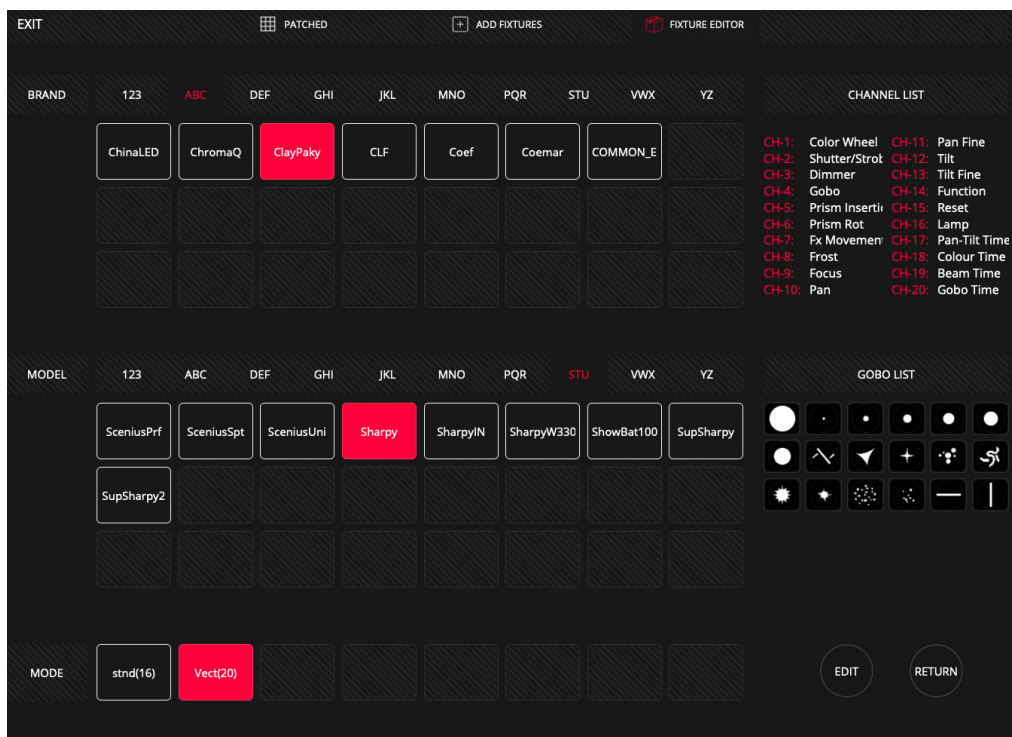 EXIT PATCHED ADD FIXTURES FIXTURE EDITOR
BRAND 123 ABC DEF GHI JKL MNO PQR STU VWX YZ CHANNEL LIST
ChinaLED ChromaQ ClayPaky CLF Coef Coemar COMMON_E
CH-1: Color Wheel CH-11: Pan Fine
CH-2: Shutter/Strob CH-12: Tilt
CH-3: Dimmer CH-13: Tilt Fine
CH-4: Gobo CH-14: Function
CH-5: Prism Insertic CH-15: Reset
CH-6: Prism Rot CH-16: Lamp
CH-7: Fx Movement CH-17: Pan-Tilt Time
CH-8: Frost CH-18: Colour Time
CH-9: Focus CH-19: Beam Time
CH-10: Pan CH-20: Gobo Time
MODEL 123 ABC DEF GHI JKL MNO PQR STU VWX YZ GOBO LIST
SceniusPrf SceniusSpt SceniusUni Sharpy SharpyIN SharpyW330 ShowBat100 SupSharpy
SupSharpy2
MODE stnd(16) Vect(20) EDIT RETURN